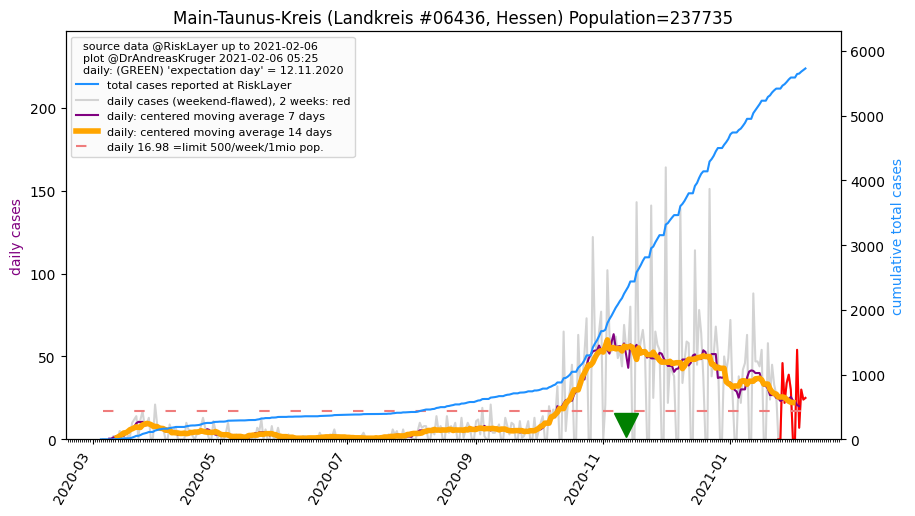 Main-Taunus-Kreis (Landkreis #06436, Hessen) Population=237735
source data @RiskLayer up to 2021-02-06
plot @DrAndreasKruger 2021-02-06 05:25
daily: (GREEN) 'expectation day' = 12.11.2020
total cases reported at RiskLayer
daily cases (weekend-flawed), 2 weeks: red
daily: centered moving average 7 days
daily: centered moving average 14 days
daily 16.98 =limit 500/week/1mio pop.
daily cases
200
150
100
50
0
6000
5000
4000
3000
2000
1000
0
cumulative total cases
2020-03
2020-05
2020-07
2020-09
2020-11
2021-01